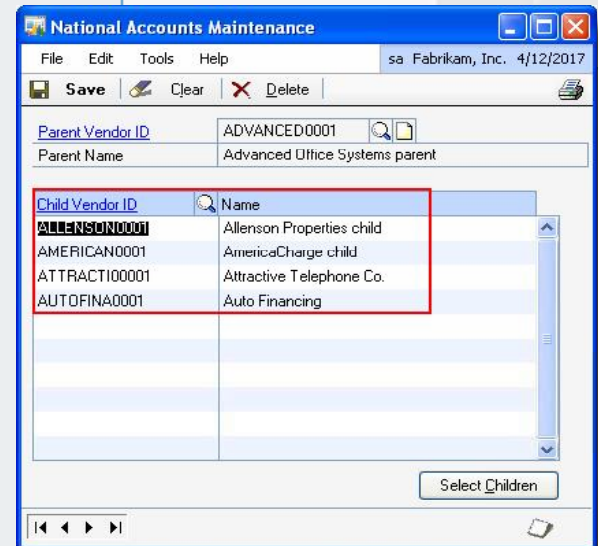 National Accounts Maintenance
File Edit Tools Help sa Fabrikam, Inc. 4/12/2017
Save Clear Delete
Parent Vendor ID ADVANCED0001
Parent Name Advanced Office Systems parent
Child Vendor ID Name
ALLENSON0001 Allenson Properties child
AMERICAN0001 AmericaCharge child
ATTRACTI00001 Attractive Telephone Co.
AUTOFINA0001 Auto Financing
Select Children